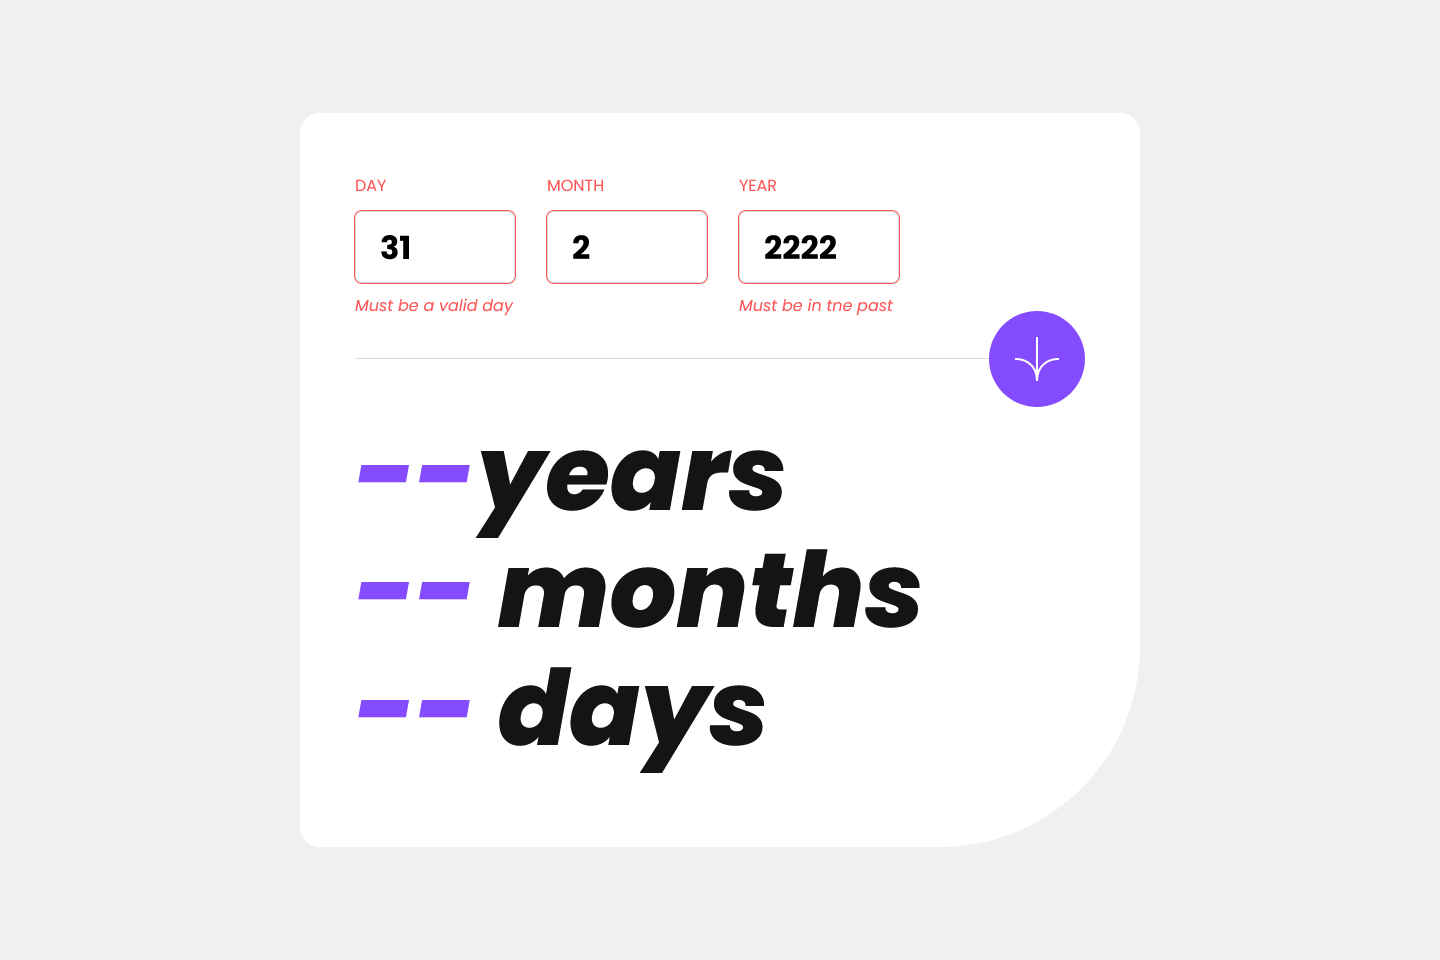 DAY MONTH YEAR
31 2 2222
Must be a valid day Must be in tne past
--years
-- months
-- days